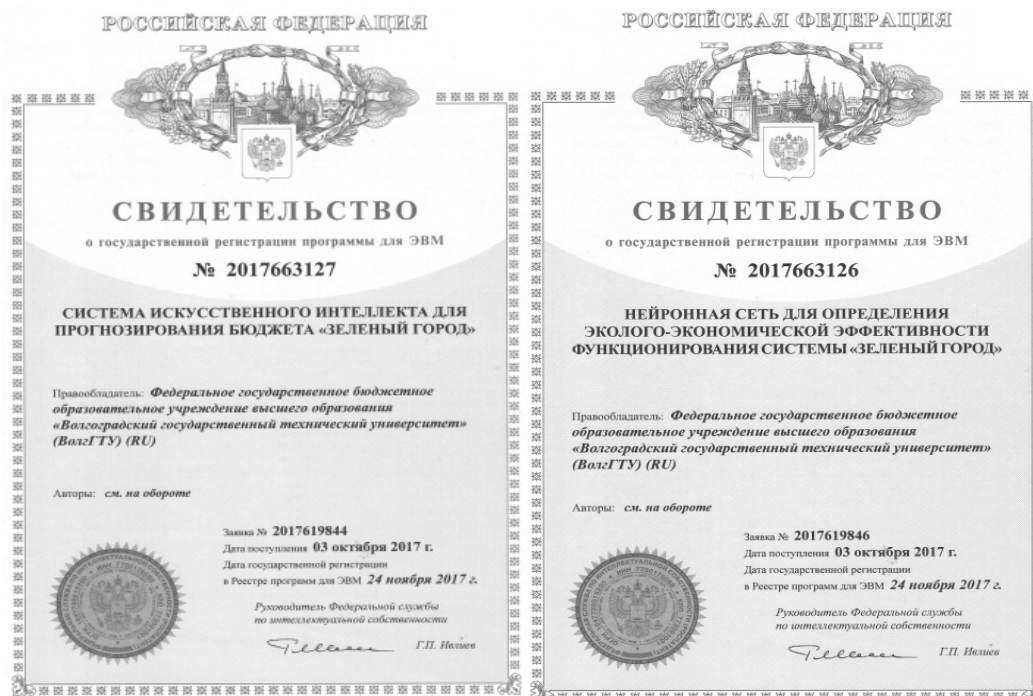 РОССИЙСКАЯ ФЕДЕРАЦИЯ
СВИДЕТЕЛЬСТВО
о государственной регистрации программы для ЭВМ
№ 2017663127
СИСТЕМА ИСКУССТВЕННОГО ИНТЕЛЛЕКТА ДЛЯ
ПРОГНОЗИРОВАНИЯ БЮДЖЕТА «ЗЕЛЕНЫЙ ГОРОД»
Правообладатель: Федеральное государственное бюджетное
образовательное учреждение высшего образования
«Волгоградский государственный технический университет»
(ВолгГТУ) (RU)
Авторы: см. на обороте
Заявка № 2017619844
Дата поступления 03 октября 2017 г.
Дата государственной регистрации
в Реестре программ для ЭВМ 24 ноября 2017 г.
Руководитель Федеральной службы
по интеллектуальной собственности
Г.П. Ивлиев
РОССИЙСКАЯ ФЕДЕРАЦИЯ
СВИДЕТЕЛЬСТВО
о государственной регистрации программы для ЭВМ
№ 2017663126
НЕЙРОННАЯ СЕТЬ ДЛЯ ОПРЕДЕЛЕНИЯ
ЭКОЛОГО-ЭКОНОМИЧЕСКОЙ ЭФФЕКТИВНОСТИ
ФУНКЦИОНИРОВАНИЯ СИСТЕМЫ «ЗЕЛЕНЫЙ ГОРОД»
Правообладатель: Федеральное государственное бюджетное
образовательное учреждение высшего образования
«Волгоградский государственный технический университет»
(ВолгГТУ) (RU)
Авторы: см. на обороте
Заявка № 2017619846
Дата поступления 03 октября 2017 г.
Дата государственной регистрации
в Реестре программ для ЭВМ 24 ноября 2017 г.
Руководитель Федеральной службы
по интеллектуальной собственности
Г.П. Ивлиев